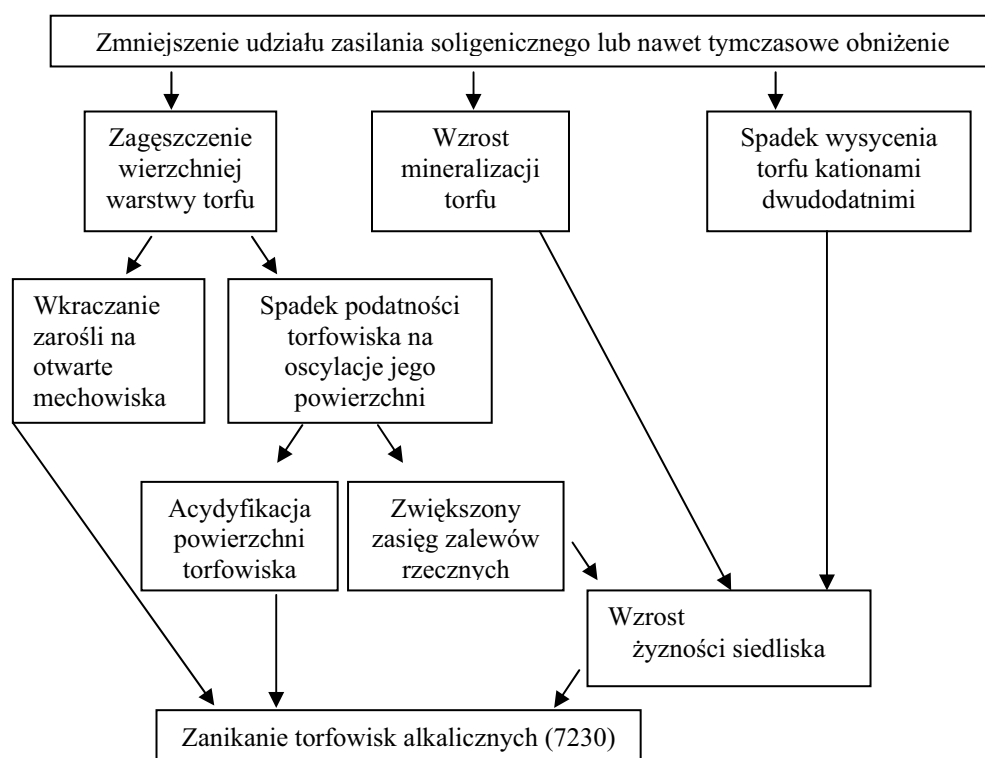 Zmniejszenie udziału zasilania soligenicznego lub nawet tymczasowe obniżenie
Zagęszczenie
wierzchniej
warstwy torfu
Wzrost
mineralizacji
torfu
Spadek wysycenia
torfu kationami
dwudodatnimi
Wkraczanie
zarośli na
otwarte
mechowiska
Spadek podatności
torfowiska na
oscylacje jego
powierzchni
Acydyfikacja
powierzchni
torfowiska
Zwiększony
zasięg zalewów
rzecznych
Wzrost
żyzności siedliska
Zanikanie torfowisk alkalicznych (7230)